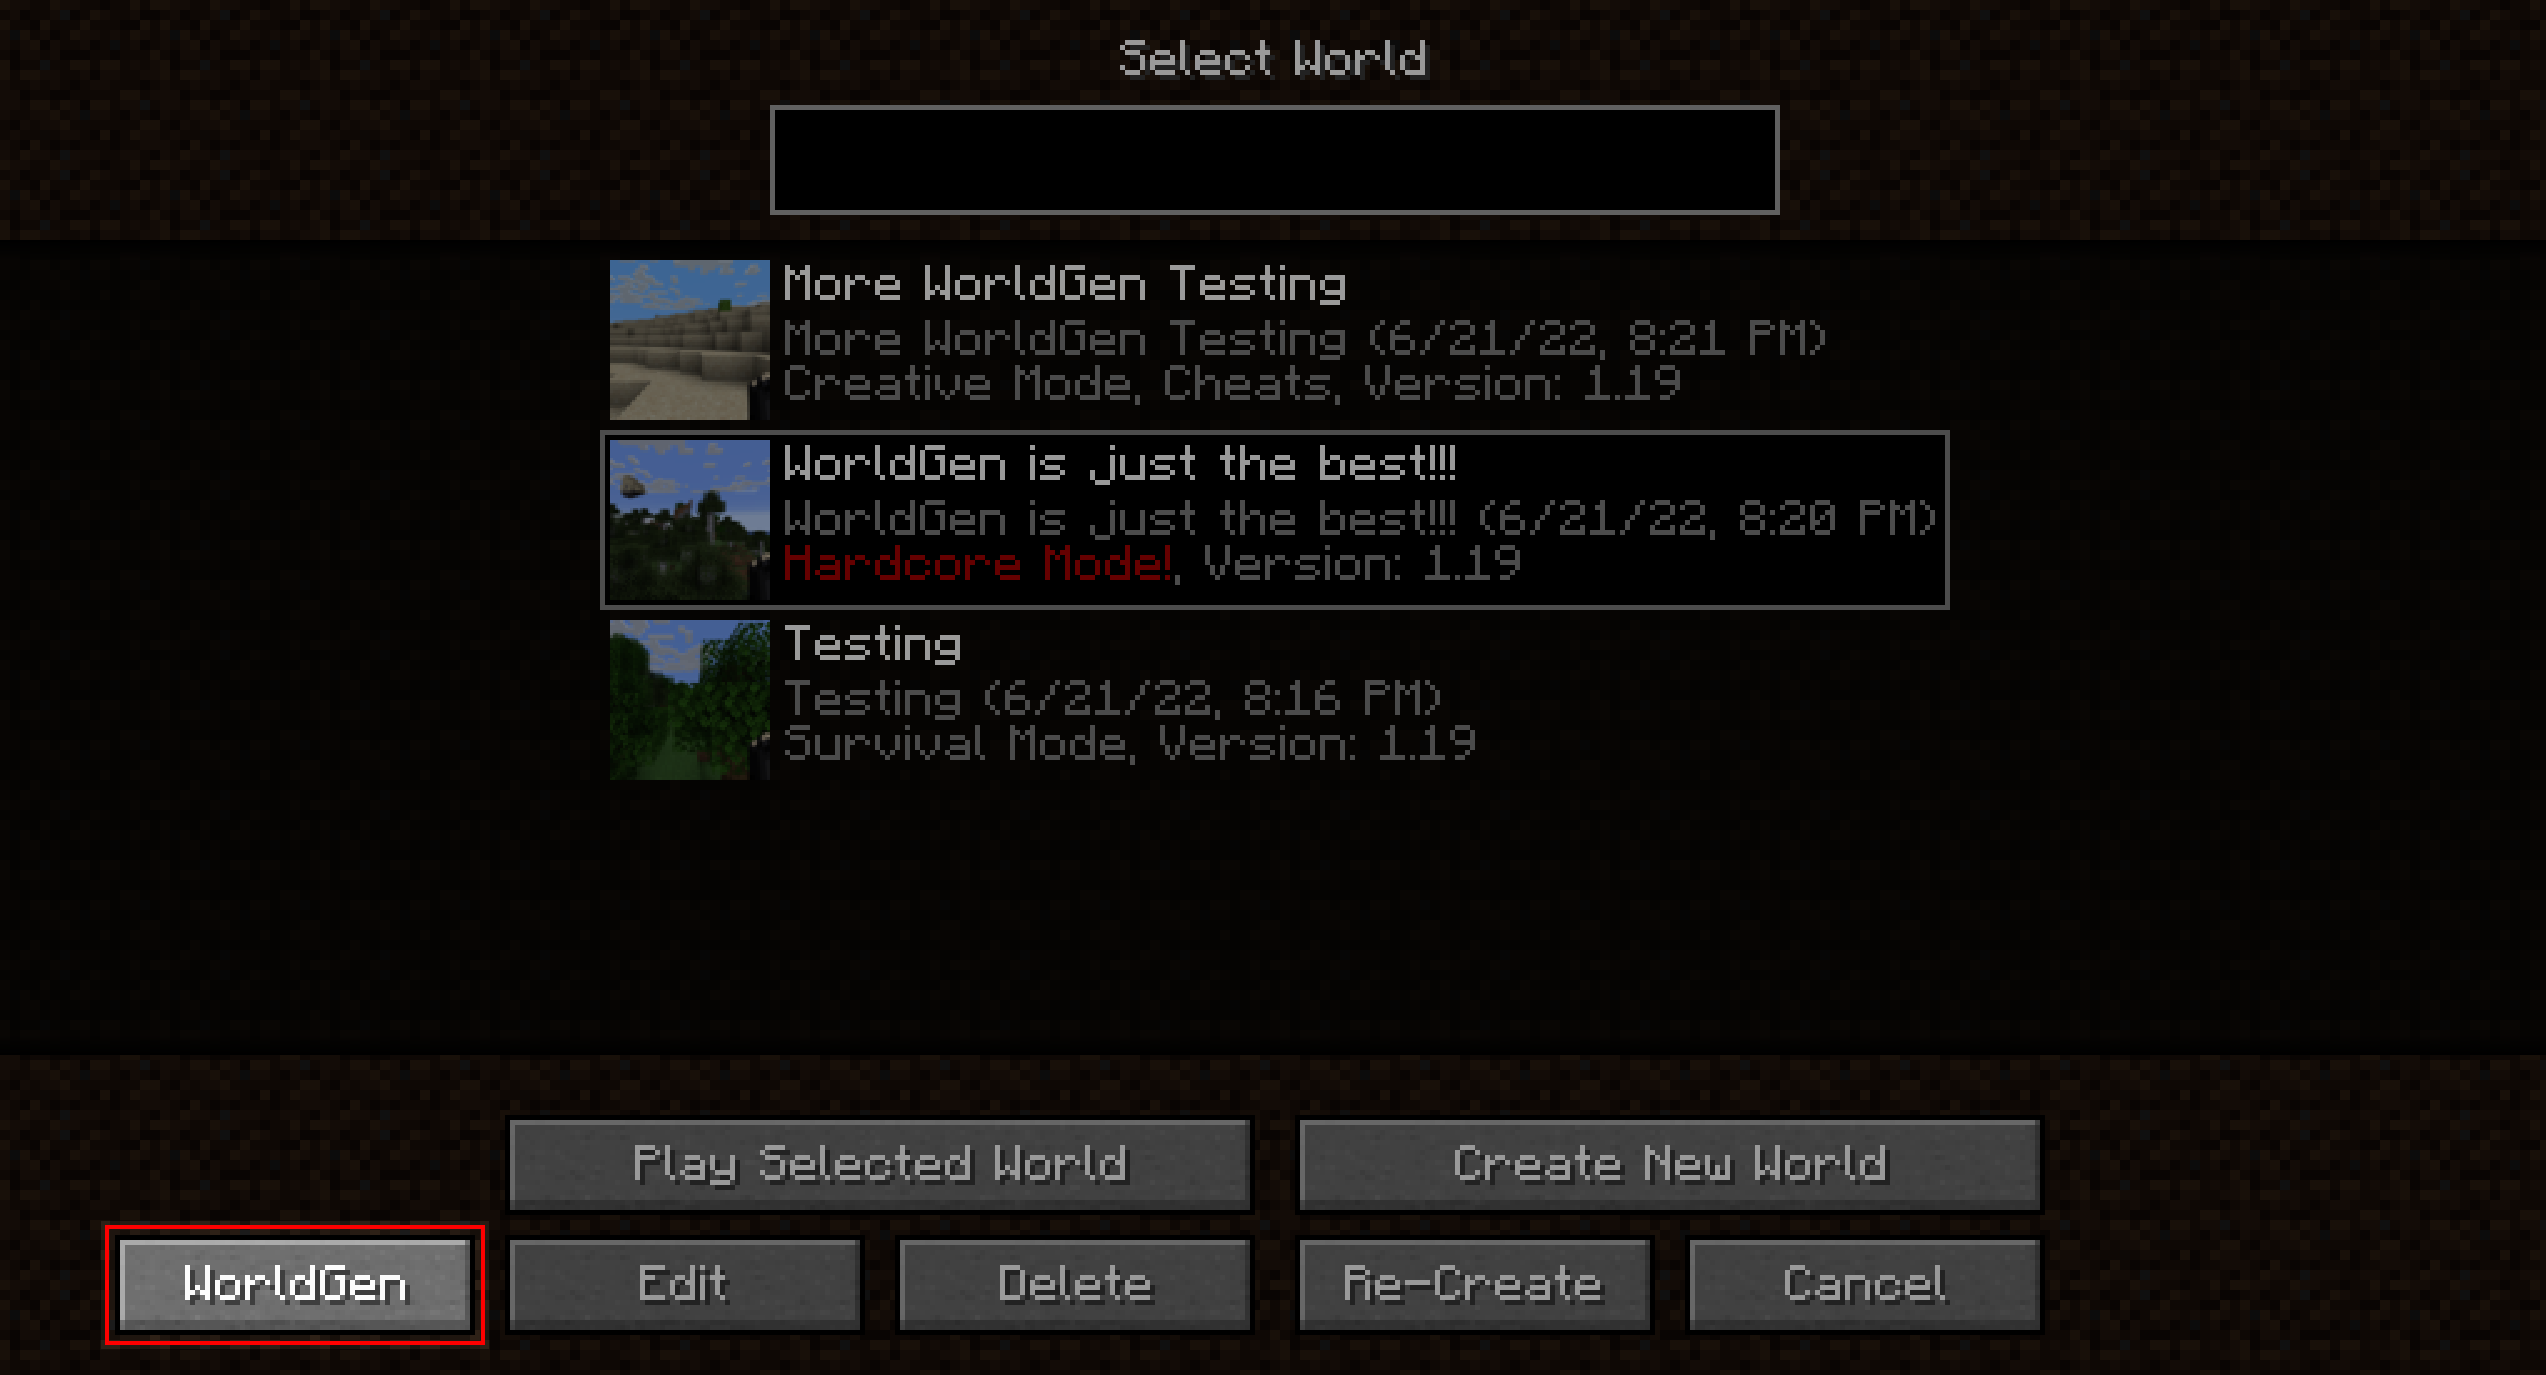 Select World
More WorldGen Testing
More WorldGen Testing (6/21/22, 8:21 PM)
Creative Mode, Cheats, Version: 1.19
WorldGen is just the best!!!
WorldGen is just the best!!! (6/21/22, 8:20 PM)
Hardcore Mode!, Version: 1.19
Testing
Testing (6/21/22, 8:16 PM)
Survival Mode, Version: 1.19
Play Selected World
Create New World
WorldGen
Edit
Delete
Re-Create
Cancel